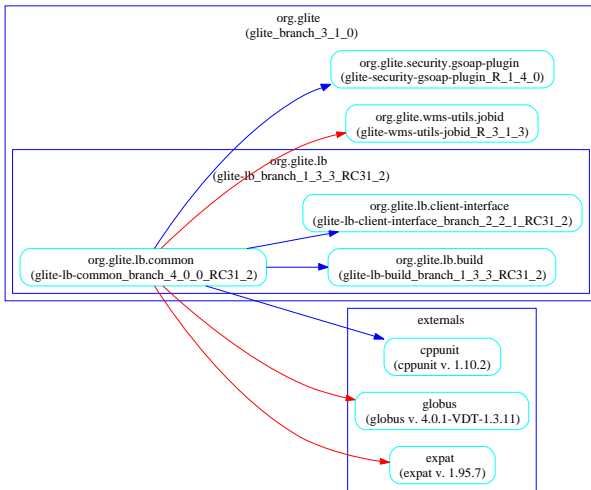 org.glite
(glite_branch_3_1_0)
org.glite.security.gsoap-plugin
(glite-security-gsoap-plugin_R_1_4_0)
org.glite.wms-utils.jobid
(glite-wms-utils-jobid_R_3_1_3)
org.glite.lb
(glite-lb_branch_1_3_3_RC31_2)
org.glite.lb.client-interface
(glite-lb-client-interface_branch_2_2_1_RC31_2)
org.glite.lb.common
(glite-lb-common_branch_4_0_0_RC31_2)
org.glite.lb.build
(glite-lb-build_branch_1_3_3_RC31_2)
externals
cppunit
(cppunit v. 1.10.2)
globus
(globus v. 4.0.1-VDT-1.3.11)
expat
(expat v. 1.95.7)